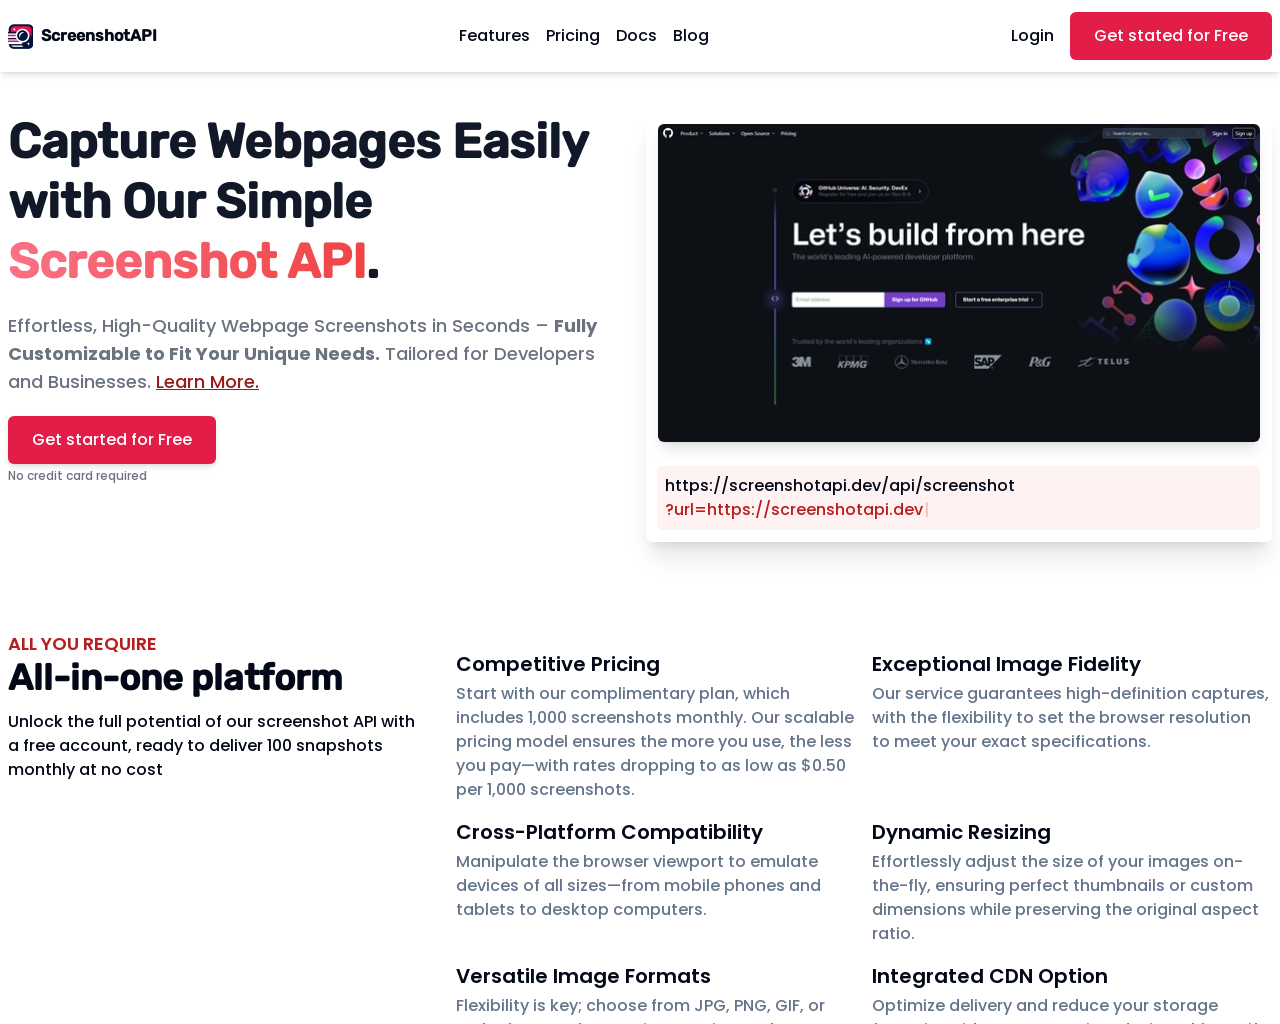 ScreenshotAPI
Features Pricing Docs Blog
Login
Get stated for Free
Capture Webpages Easily
with Our Simple
Screenshot API.
Effortless, High-Quality Webpage Screenshots in Seconds – Fully
Customizable to Fit Your Unique Needs. Tailored for Developers
and Businesses. Learn More.
Get started for Free
No credit card required
Product Solutions Open Source Pricing
Search or jump to...
Sign in Sign up
GitHub Universe: AI. Security. DevEx
Register for free and join us on Nov 8-9
Let's build from here
The world's leading AI-powered developer platform.
Email address
Sign up for GitHub
Start a free enterprise trial
Trusted by the world's leading organizations
3M KPMG Mercedes-Benz SAP P&G TELUS
https://screenshotapi.dev/api/screenshot
?url=https://screenshotapi.dev
ALL YOU REQUIRE
All-in-one platform
Unlock the full potential of our screenshot API with
a free account, ready to deliver 100 snapshots
monthly at no cost
Competitive Pricing
Start with our complimentary plan, which
includes 1,000 screenshots monthly. Our scalable
pricing model ensures the more you use, the less
you pay—with rates dropping to as low as $0.50
per 1,000 screenshots.
Exceptional Image Fidelity
Our service guarantees high-definition captures,
with the flexibility to set the browser resolution
to meet your exact specifications.
Cross-Platform Compatibility
Manipulate the browser viewport to emulate
devices of all sizes—from mobile phones and
tablets to desktop computers.
Dynamic Resizing
Effortlessly adjust the size of your images on-
the-fly, ensuring perfect thumbnails or custom
dimensions while preserving the original aspect
ratio.
Versatile Image Formats
Flexibility is key; choose from JPG, PNG, GIF, or
Integrated CDN Option
Optimize delivery and reduce your storage